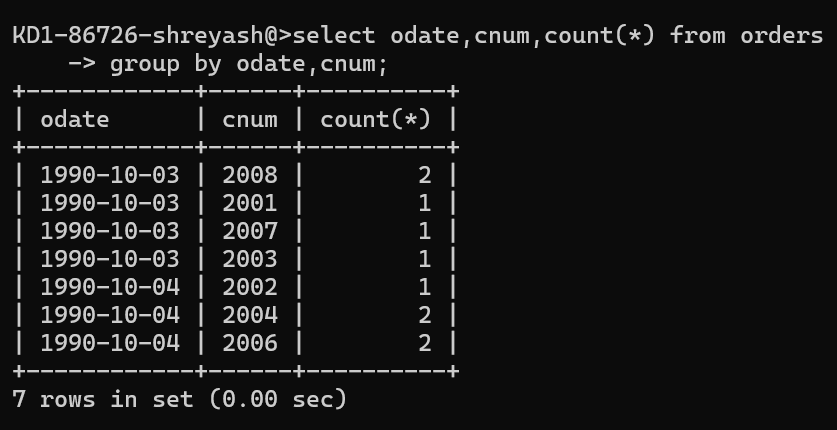 KD1-86726-shreyash@>select odate,cnum,count(*) from orders
    -> group by odate,cnum;
+------------+------+----------+
| odate      | cnum | count(*) |
+------------+------+----------+
| 1990-10-03 | 2008 |        2 |
| 1990-10-03 | 2001 |        1 |
| 1990-10-03 | 2007 |        1 |
| 1990-10-03 | 2003 |        1 |
| 1990-10-04 | 2002 |        1 |
| 1990-10-04 | 2004 |        2 |
| 1990-10-04 | 2006 |        2 |
+------------+------+----------+
7 rows in set (0.00 sec)